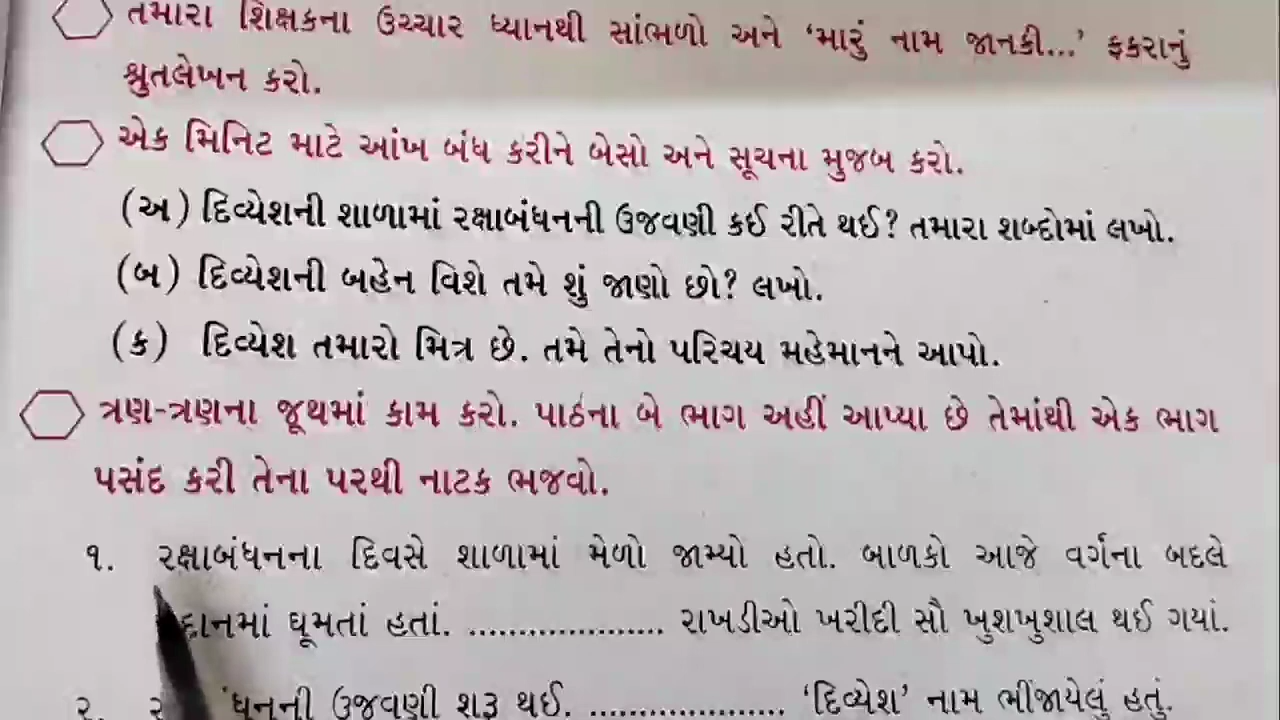 તમારા શિક્ષકના ઉચ્ચાર ધ્યાનથી સાંભળો અને ‘મારું નામ જાનકી...’ ફકરાનું
શ્રુતલેખન કરો.
એક મિનિટ માટે આંખ બંધ કરીને બેસો અને સૂચના મુજબ કરો.
(અ) દિવ્યેશની શાળામાં રક્ષાબંધનની ઉજવણી કઈ રીતે થઈ? તમારા શબ્દોમાં લખો.
(બ) દિવ્યેશની બહેન વિશે તમે શું જાણો છો? લખો.
(ક) દિવ્યેશ તમારો મિત્ર છે. તમે તેનો પરિચય મહેમાનને આપો.
ત્રણ-ત્રણના જૂથમાં કામ કરો. પાઠના બે ભાગ અહીં આપ્યા છે તેમાંથી એક ભાગ
પસંદ કરી તેના પરથી નાટક ભજવો.
૧. રક્ષાબંધનના દિવસે શાળામાં મેળો જામ્યો હતો. બાળકો આજે વર્ગના બદલે
ઘૂમતાં હતાં. .................... રાખડીઓ ખરીદી સૌ ખુશખુશાલ થઈ ગયાં.
૨. ઉજવણી શરૂ થઈ. .................... ‘દિવ્યેશ’ નામ ભીંજાયેલું હતું.